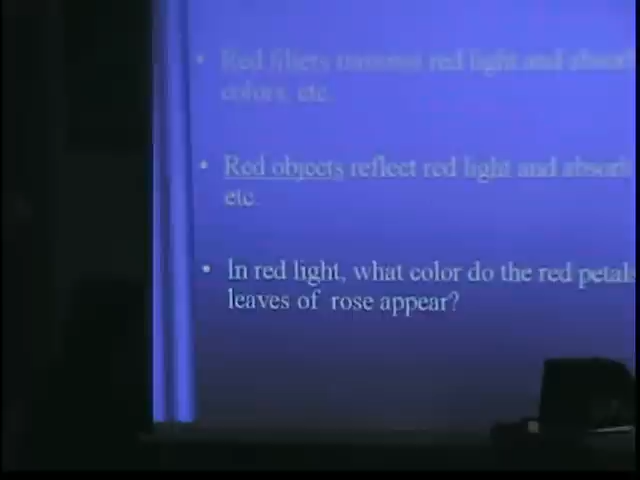 • Red filters transmit red light and absorb
colors, etc.
• Red objects reflect red light and absorb
etc.
• In red light, what color do the red petals
leaves of rose appear?